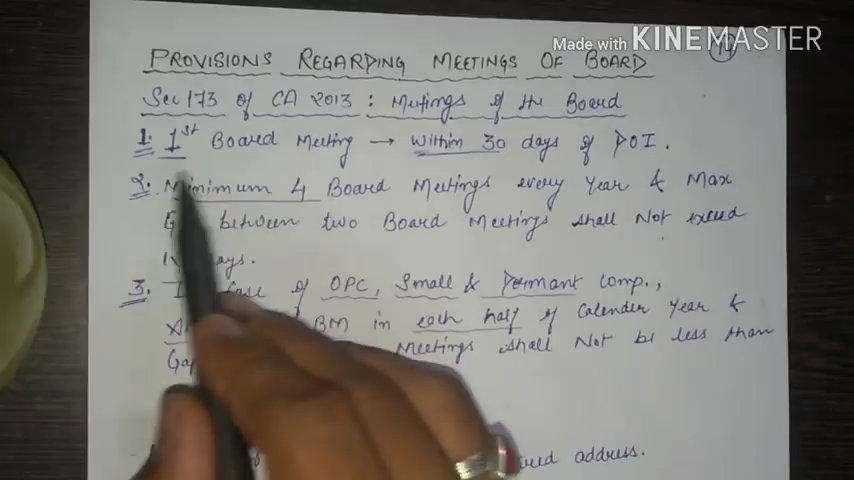 Made with KINEMASTER
PROVISIONS REGARDING MEETINGS OF BOARD
Sec 173 of CA 2013 : Meetings of the Board
1. 1st Board Meeting → Within 30 days of DOI.
2. Minimum 4 Board Meetings every Year & Max
between two Board Meetings shall Not exceed
days.
3. of OPC, Small & Dormant comp.,
BM in each half of Calender Year &
Meetings shall Not be less than
address.